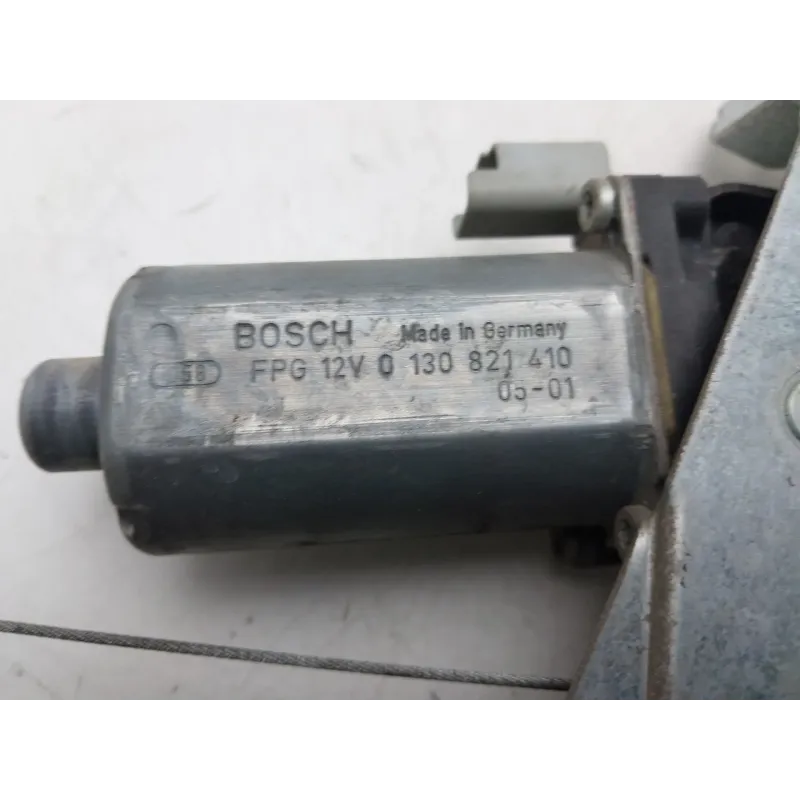 BOSCH Made in Germany
FPG 12V 0 130 821 410
05-01